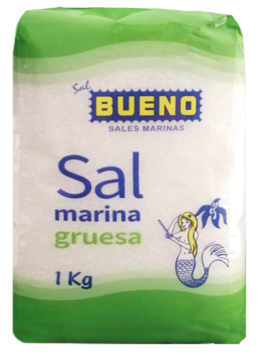 Sal
BUENO
SALES MARINAS
Sal
marina
gruesa
1 Kg